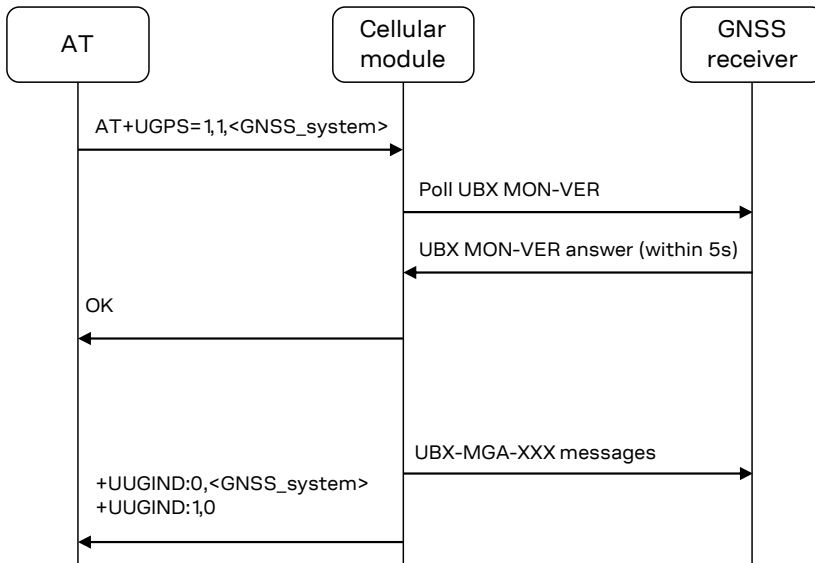 AT
Cellular
module
GNSS
receiver
AT+UGPS=1,1,<GNSS_system>
Poll UBX MON-VER
UBX MON-VER answer (within 5s)
OK
UBX-MGA-XXX messages
+UUGIND:0,<GNSS_system>
+UUGIND:1,0